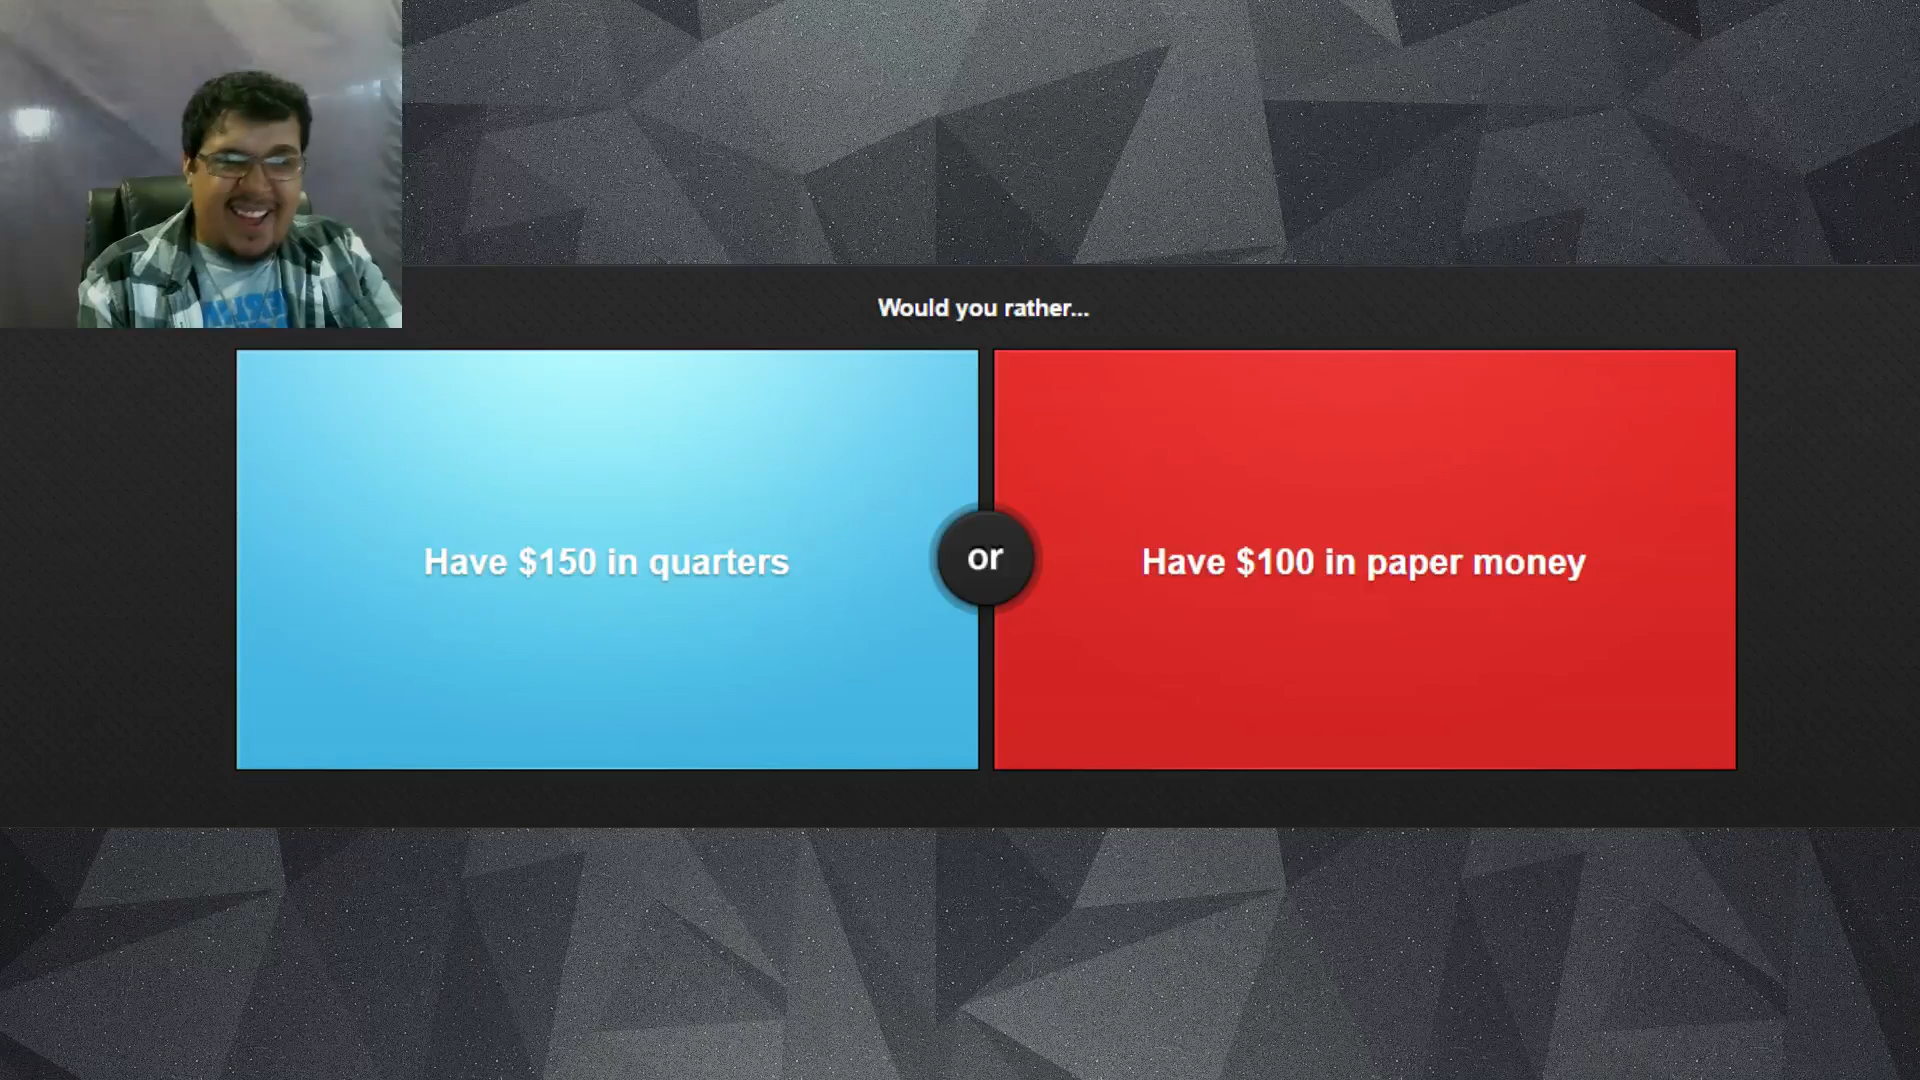 Would you rather...
Have $150 in quarters
or
Have $100 in paper money